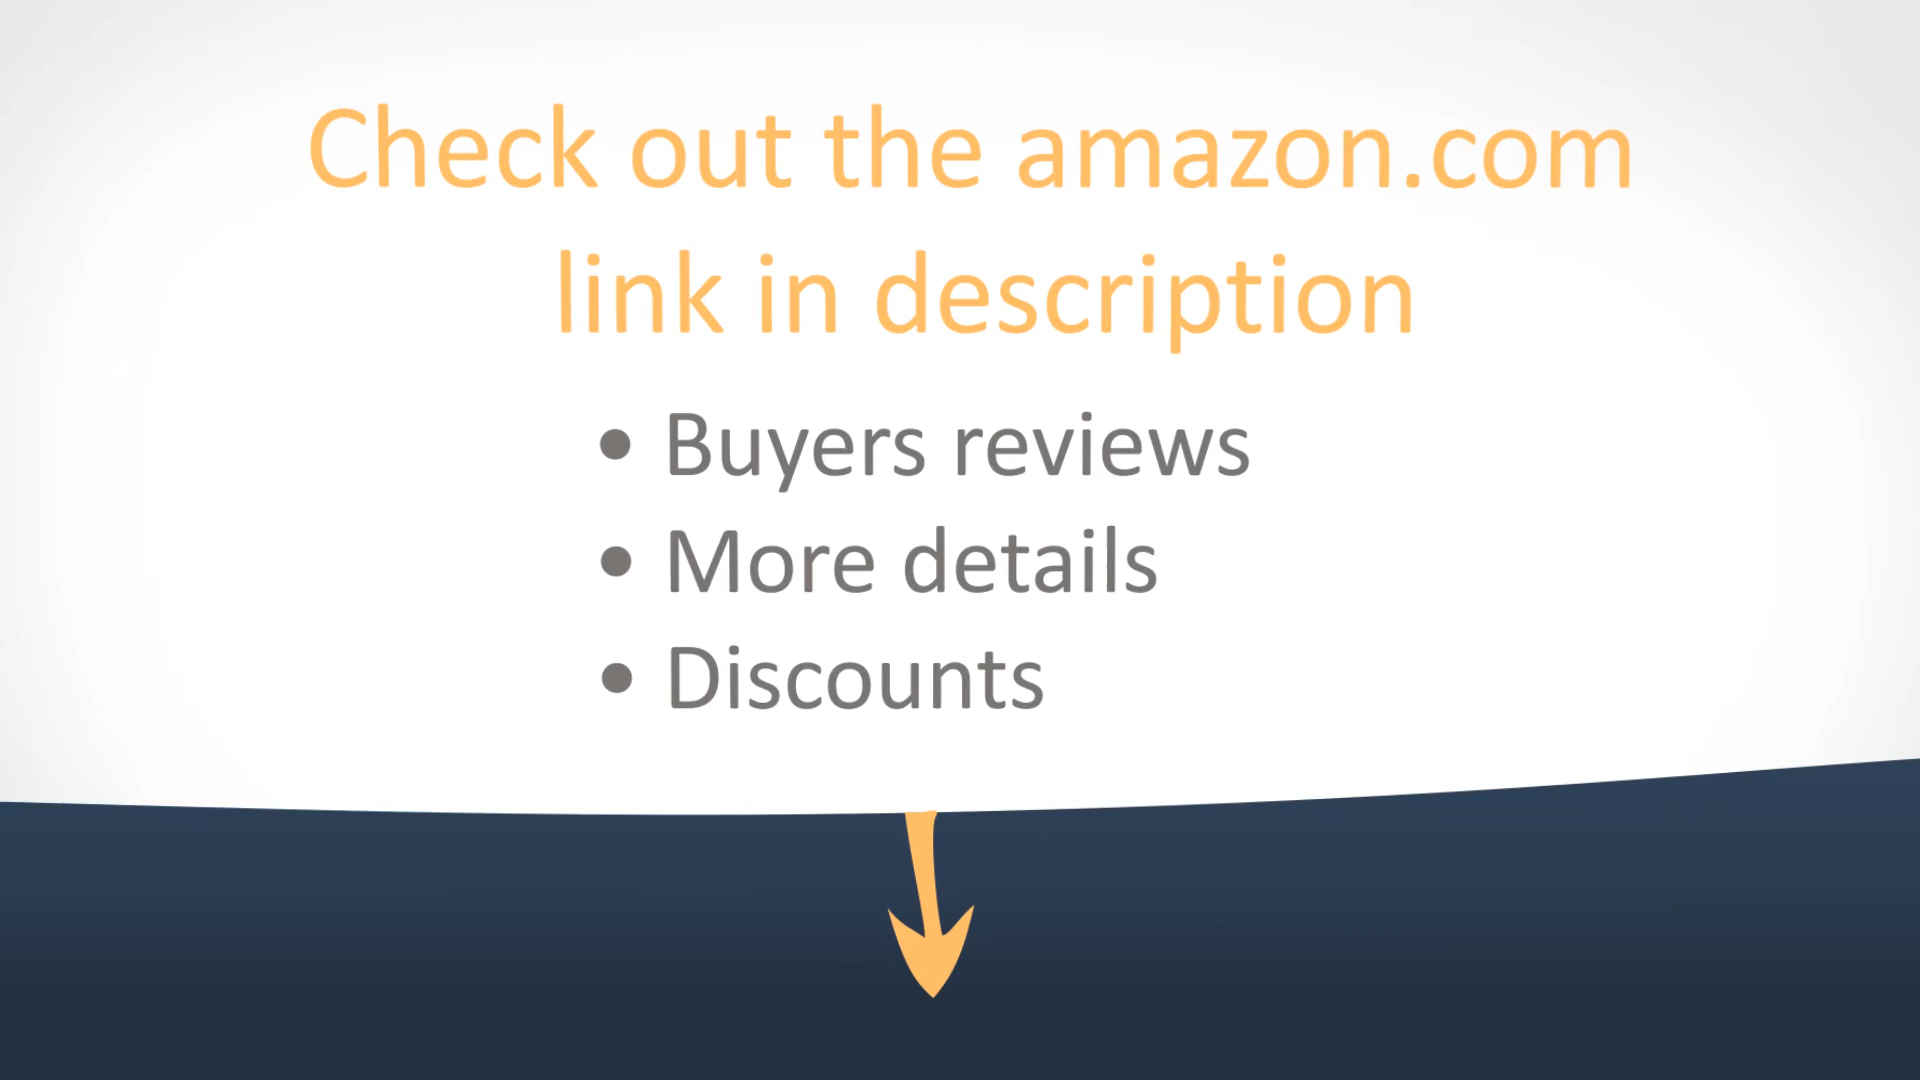 Check out the amazon.com
link in description
• Buyers reviews
• More details
• Discounts